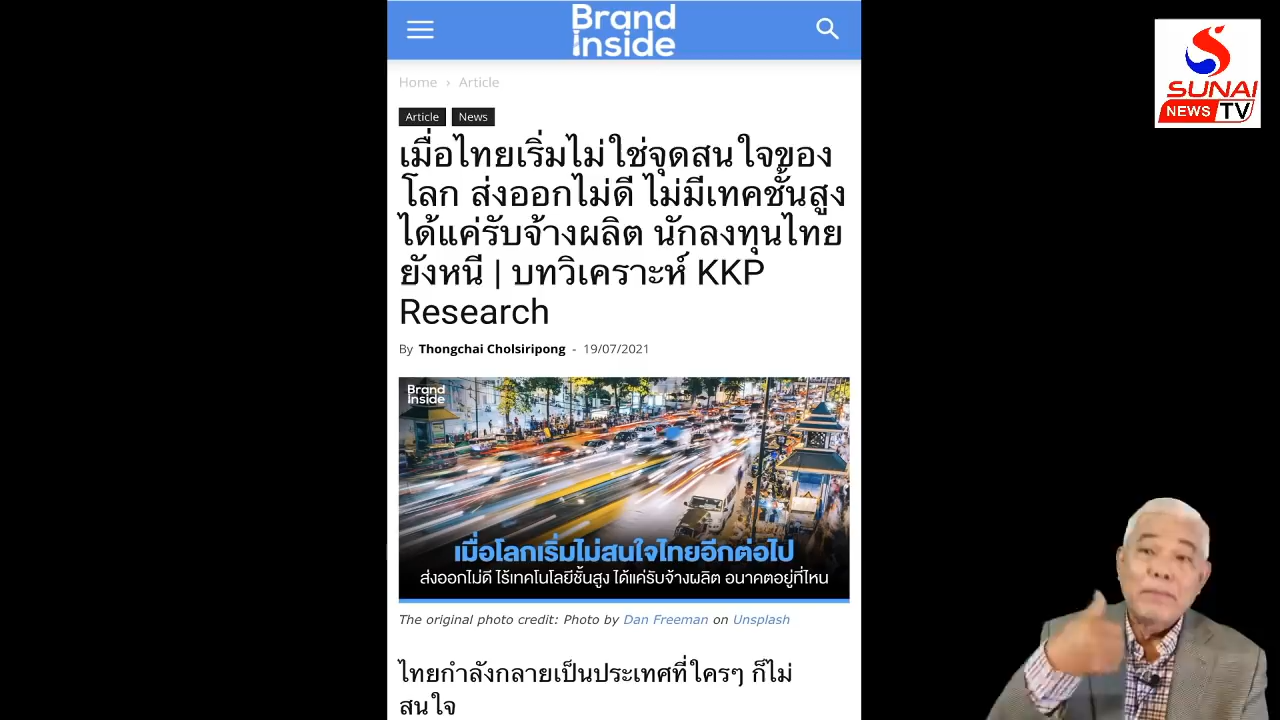 Brand
Inside
SUNAI
NEWS TV
Home › Article
Article News
เมื่อไทยเริ่มไม่ใช่จุดสนใจของ
โลก ส่งออกไม่ดี ไม่มีเทคชั้นสูง
ได้แค่รับจ้างผลิต นักลงทุนไทย
ยังหนี | บทวิเคราะห์ KKP
Research
By Thongchai Cholsiripong - 19/07/2021
Brand
Inside
เมื่อโลกเริ่มไม่สนใจไทยอีกต่อไป
ส่งออกไม่ดี ไร้เทคโนโลยีชั้นสูง ได้แค่รับจ้างผลิต อนาคตอยู่ที่ไหน
The original photo credit: Photo by Dan Freeman on Unsplash
ไทยกำลังกลายเป็นประเทศที่ใครๆ ก็ไม่
สนใจ